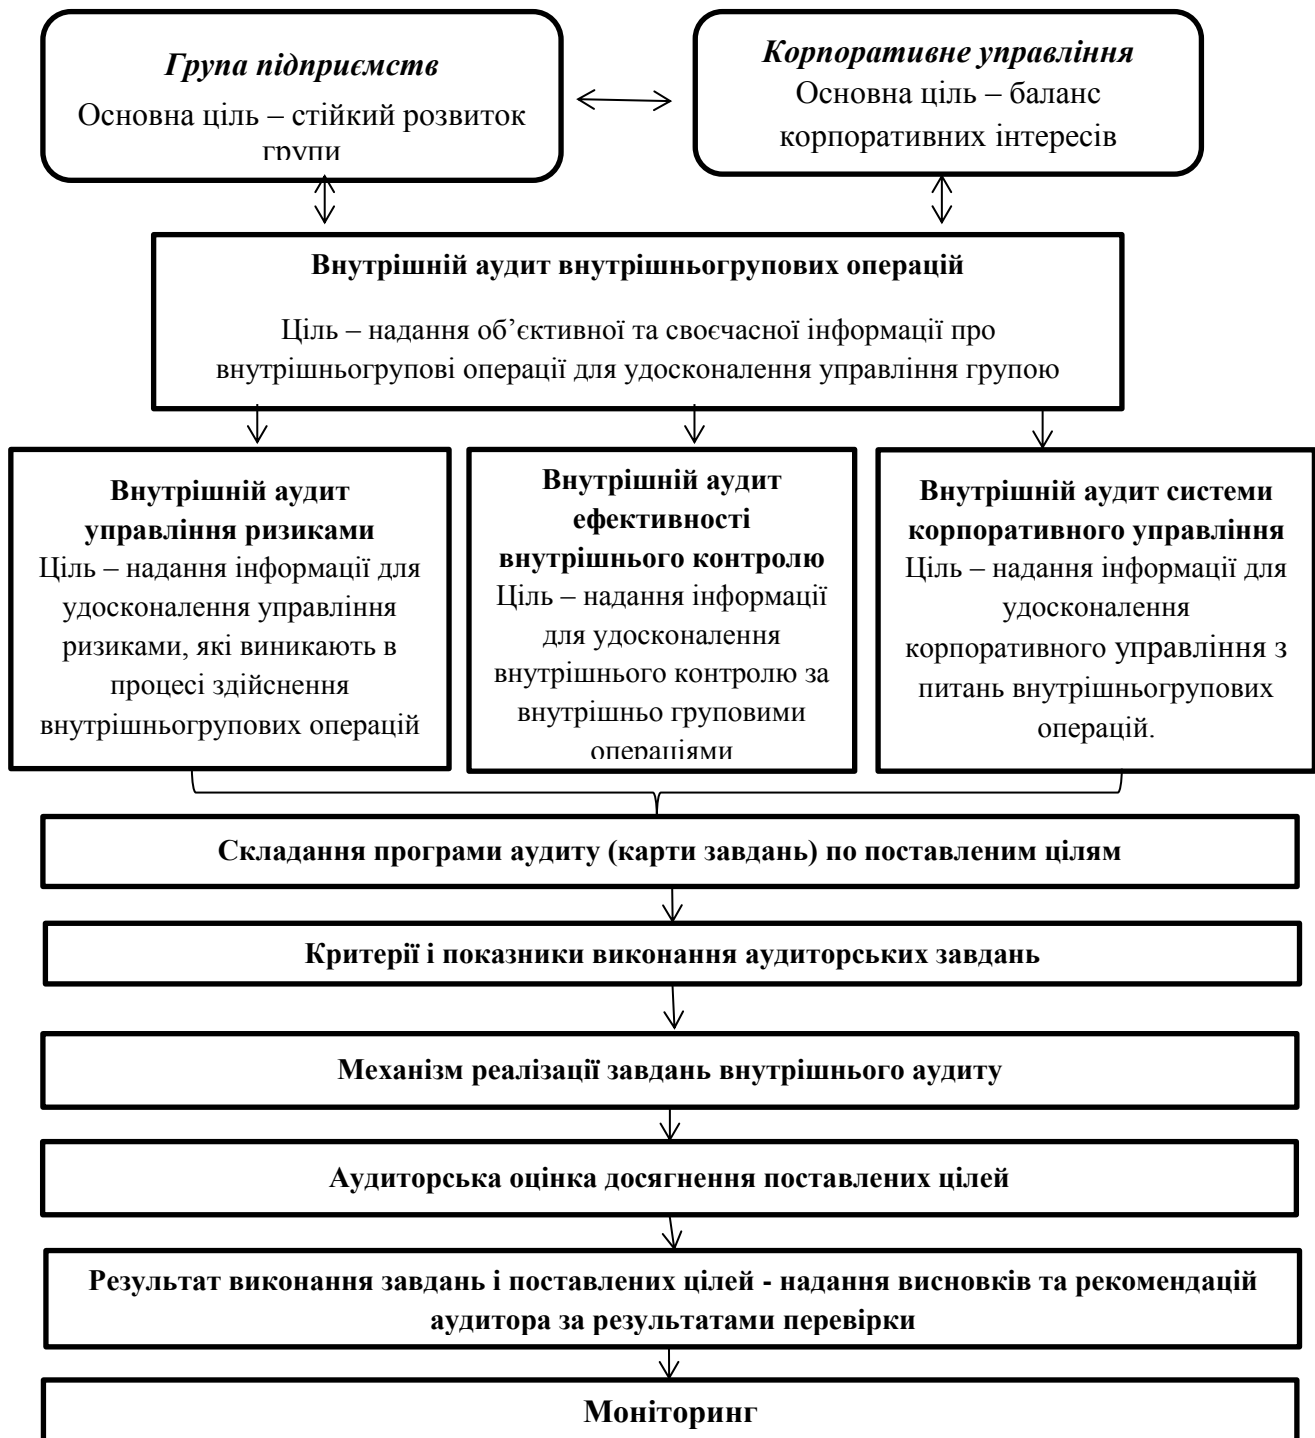 Група підприємств
Основна ціль – стійкий розвиток
групи
Корпоративне управління
Основна ціль – баланс
корпоративних інтересів
Внутрішній аудит внутрішньогрупових операцій
Ціль – надання об’єктивної та своєчасної інформації про
внутрішньогрупові операції для удосконалення управління групою
Внутрішній аудит
управління ризиками
Ціль – надання інформації для
удосконалення управління
ризиками, які виникають в
процесі здійснення
внутрішньогрупових операцій
Внутрішній аудит
ефективності
внутрішнього контролю
Ціль – надання інформації
для удосконалення
внутрішнього контролю за
внутрішньо груповими
операціями
Внутрішній аудит системи
корпоративного управління
Ціль – надання інформації для
удосконалення
корпоративного управління з
питань внутрішньогрупових
операцій.
Складання програми аудиту (карти завдань) по поставленим цілям
Критерії і показники виконання аудиторських завдань
Механізм реалізації завдань внутрішнього аудиту
Аудиторська оцінка досягнення поставлених цілей
Результат виконання завдань і поставлених цілей - надання висновків та рекомендацій
аудитора за результатами перевірки
Моніторинг